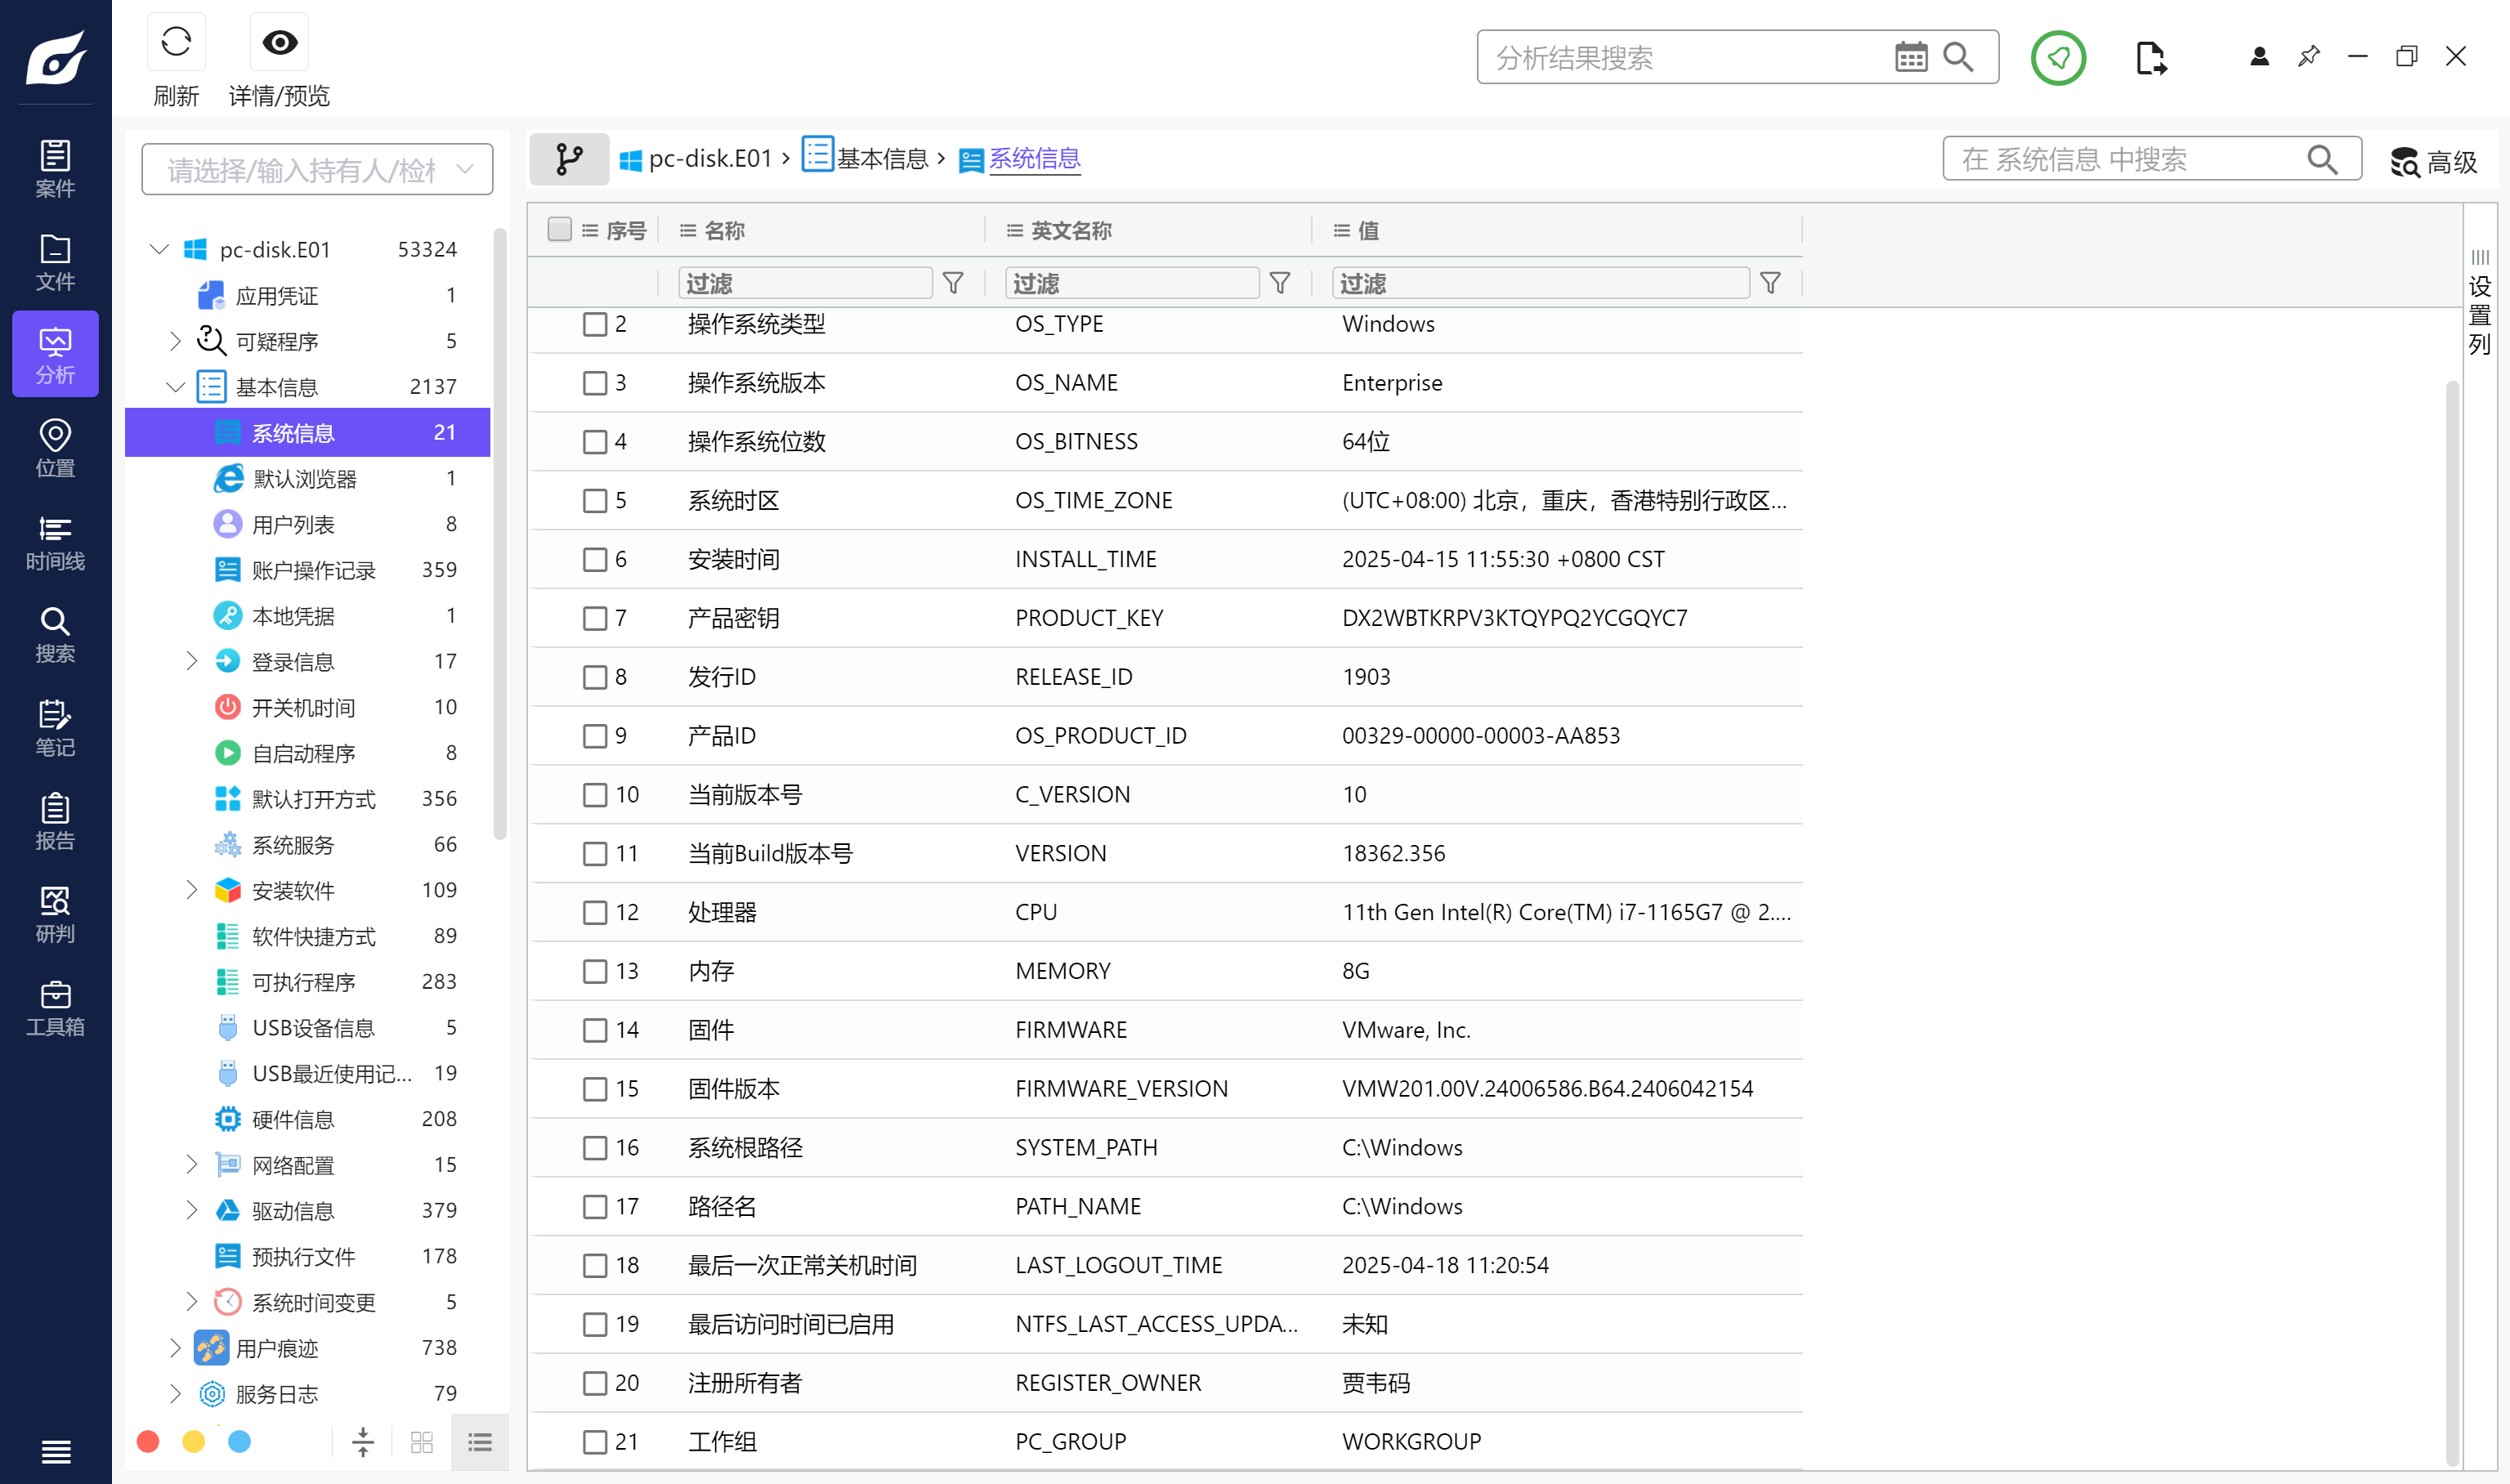 刷新
详情/预览
分析结果搜索
案件
文件
分析
位置
时间线
搜索
笔记
报告
研判
工具箱
请选择/输入持有人/检材
pc-disk.E01 53324
应用凭证 1
可疑程序 5
基本信息 2137
系统信息 21
默认浏览器 1
用户列表 8
账户操作记录 359
本地凭据 1
登录信息 17
开关机时间 10
自启动程序 8
默认打开方式 356
系统服务 66
安装软件 109
软件快捷方式 89
可执行程序 283
USB设备信息 5
USB最近使用记... 19
硬件信息 208
网络配置 15
驱动信息 379
预执行文件 178
系统时间变更 5
用户痕迹 738
服务日志 79
pc-disk.E01 › 基本信息 › 系统信息
在 系统信息 中搜索
高级
序号 名称 英文名称 值
过滤 过滤 过滤
2 操作系统类型 OS_TYPE Windows
3 操作系统版本 OS_NAME Enterprise
4 操作系统位数 OS_BITNESS 64位
5 系统时区 OS_TIME_ZONE (UTC+08:00) 北京，重庆，香港特别行政区...
6 安装时间 INSTALL_TIME 2025-04-15 11:55:30 +0800 CST
7 产品密钥 PRODUCT_KEY DX2WBTKRPV3KTQYPQ2YCGQYC7
8 发行ID RELEASE_ID 1903
9 产品ID OS_PRODUCT_ID 00329-00000-00003-AA853
10 当前版本号 C_VERSION 10
11 当前Build版本号 VERSION 18362.356
12 处理器 CPU 11th Gen Intel(R) Core(TM) i7-1165G7 @ 2....
13 内存 MEMORY 8G
14 固件 FIRMWARE VMware, Inc.
15 固件版本 FIRMWARE_VERSION VMW201.00V.24006586.B64.2406042154
16 系统根路径 SYSTEM_PATH C:\Windows
17 路径名 PATH_NAME C:\Windows
18 最后一次正常关机时间 LAST_LOGOUT_TIME 2025-04-18 11:20:54
19 最后访问时间已启用 NTFS_LAST_ACCESS_UPDA... 未知
20 注册所有者 REGISTER_OWNER 贾韦码
21 工作组 PC_GROUP WORKGROUP
设置列